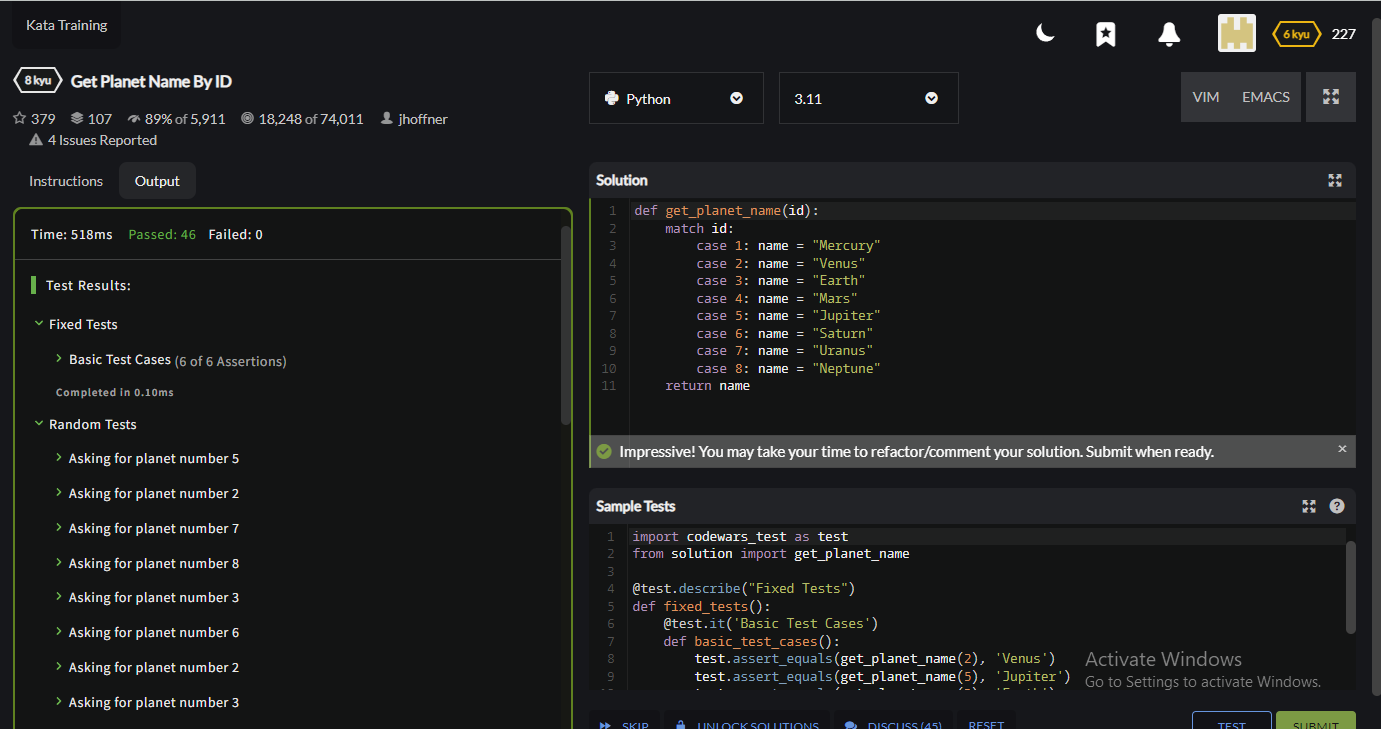 Kata Training
6 kyu 227
8 kyu Get Planet Name By ID
379 107 89% of 5,911 18,248 of 74,011 jhoffner
4 Issues Reported
Python 3.11 VIM EMACS
Instructions Output
Time: 518ms Passed: 46 Failed: 0
Test Results:
Fixed Tests
Basic Test Cases (6 of 6 Assertions)
Completed in 0.10ms
Random Tests
Asking for planet number 5
Asking for planet number 2
Asking for planet number 7
Asking for planet number 8
Asking for planet number 3
Asking for planet number 6
Asking for planet number 2
Asking for planet number 3
Solution
1 def get_planet_name(id):
2     match id:
3         case 1: name = "Mercury"
4         case 2: name = "Venus"
5         case 3: name = "Earth"
6         case 4: name = "Mars"
7         case 5: name = "Jupiter"
8         case 6: name = "Saturn"
9         case 7: name = "Uranus"
10         case 8: name = "Neptune"
11     return name
Impressive! You may take your time to refactor/comment your solution. Submit when ready.
Sample Tests
1 import codewars_test as test
2 from solution import get_planet_name
3
4 @test.describe("Fixed Tests")
5 def fixed_tests():
6     @test.it('Basic Test Cases')
7     def basic_test_cases():
8         test.assert_equals(get_planet_name(2), 'Venus')
9         test.assert_equals(get_planet_name(5), 'Jupiter')
Activate Windows
Go to Settings to activate Windows.
SKIP UNLOCK SOLUTIONS DISCUSS (45) RESET TEST SUBMIT